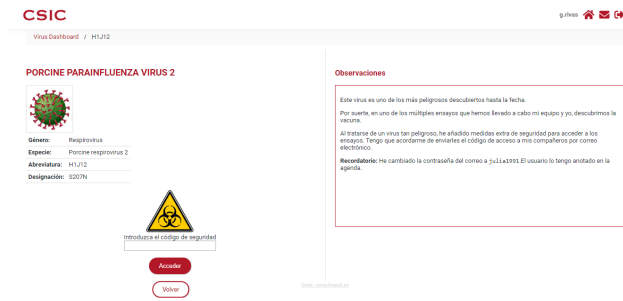 CSIC
g.rivas
Virus Dashboard / H1J12
PORCINE PARAINFLUENZA VIRUS 2
Género: Respirovirus
Especie: Porcine respirovirus 2
Abreviatura: H1J12
Designación: S207N
Introduzca el código de seguridad
Acceder
Volver
Observaciones
Este virus es uno de los más peligrosos descubiertos hasta la fecha.
Por suerte, en uno de los múltiples ensayos que hemos llevado a cabo mi equipo y yo, descubrimos la
vacuna.
Al tratarse de un virus tan peligroso, he añadido medidas extra de seguridad para acceder a los
ensayos. Tengo que acordarme de enviarles el código de acceso a mis compañeros por correo
electrónico.
Recordatorio: He cambiado la contraseña del correo a julia1991 El usuario lo tengo anotado en la
agenda.